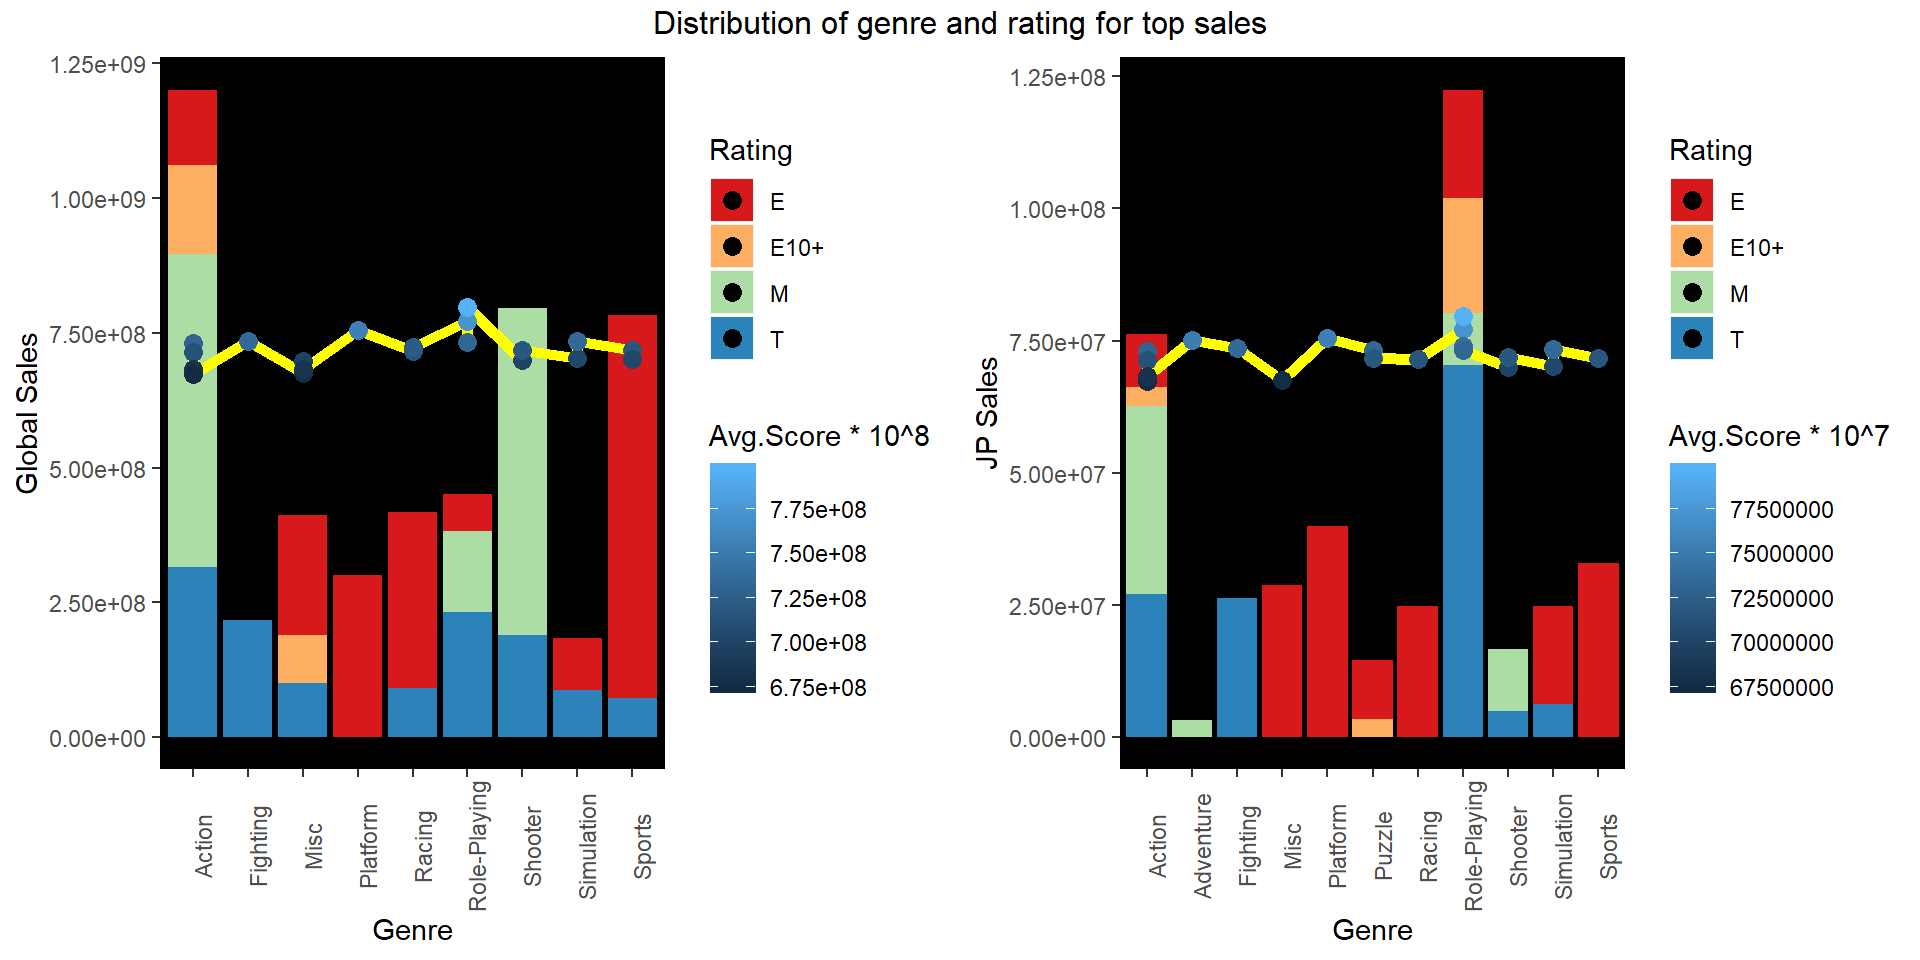 Distribution of genre and rating for top sales
Global Sales
1.25e+09
1.00e+09
7.50e+08
5.00e+08
2.50e+08
0.00e+00
Action
Fighting
Misc
Platform
Racing
Role-Playing
Shooter
Simulation
Sports
Genre
Rating
E
E10+
M
T
Avg.Score * 10^8
7.75e+08
7.50e+08
7.25e+08
7.00e+08
6.75e+08
JP Sales
1.25e+08
1.00e+08
7.50e+07
5.00e+07
2.50e+07
0.00e+00
Action
Adventure
Fighting
Misc
Platform
Puzzle
Racing
Role-Playing
Shooter
Simulation
Sports
Genre
Rating
E
E10+
M
T
Avg.Score * 10^7
77500000
75000000
72500000
70000000
67500000